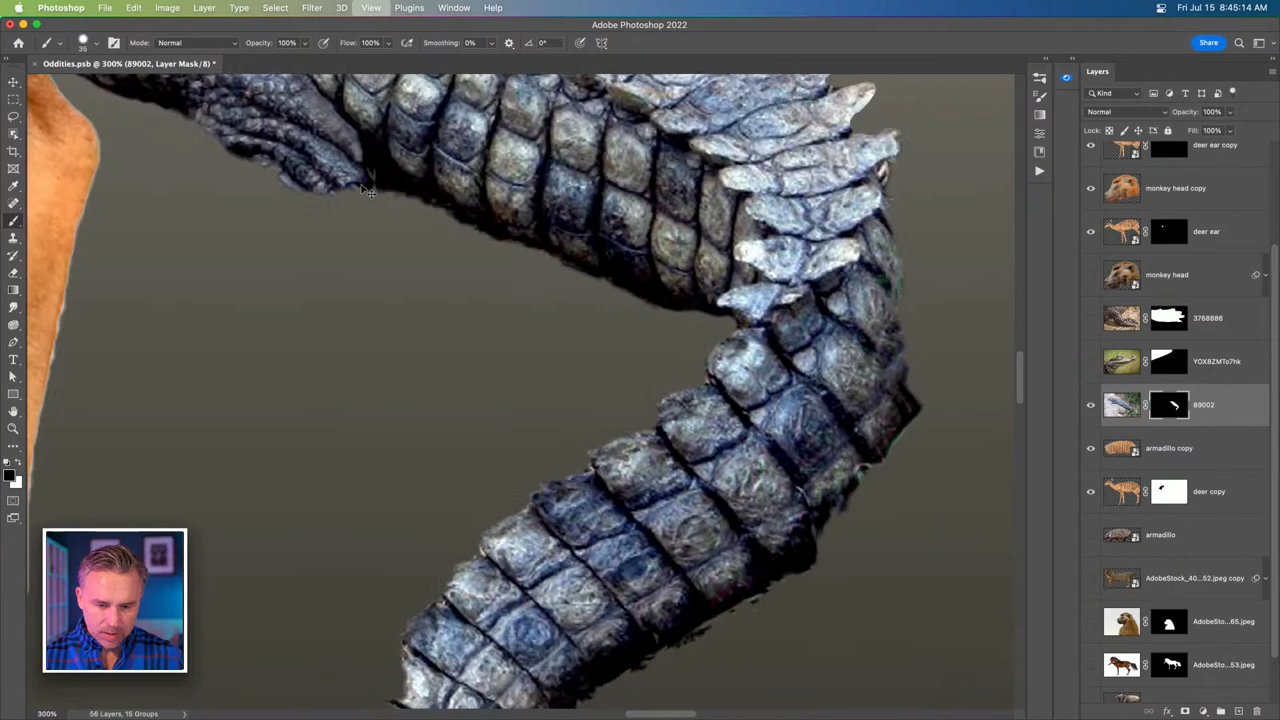 Photoshop File Edit Image Layer Type Select Filter 3D View Plugins Window Help Fri Jul 15 8:45:14 AM
Adobe Photoshop 2022
35 Mode: Normal Opacity: 100% Flow: 100% Smoothing: 0% 0° Share
Oddities.psb @ 300% (89002, Layer Mask/8) *
Layers
Kind
Normal Opacity: 100%
Lock: Fill: 100%
deer ear copy
monkey head copy
deer ear
monkey head
3768886
YOX8ZMTo7hk
89002
armadillo copy
deer copy
armadillo
AdobeStock_40...52.jpeg copy
AdobeSto...65.jpeg
AdobeSto...53.jpeg
300% 56 Layers, 15 Groups